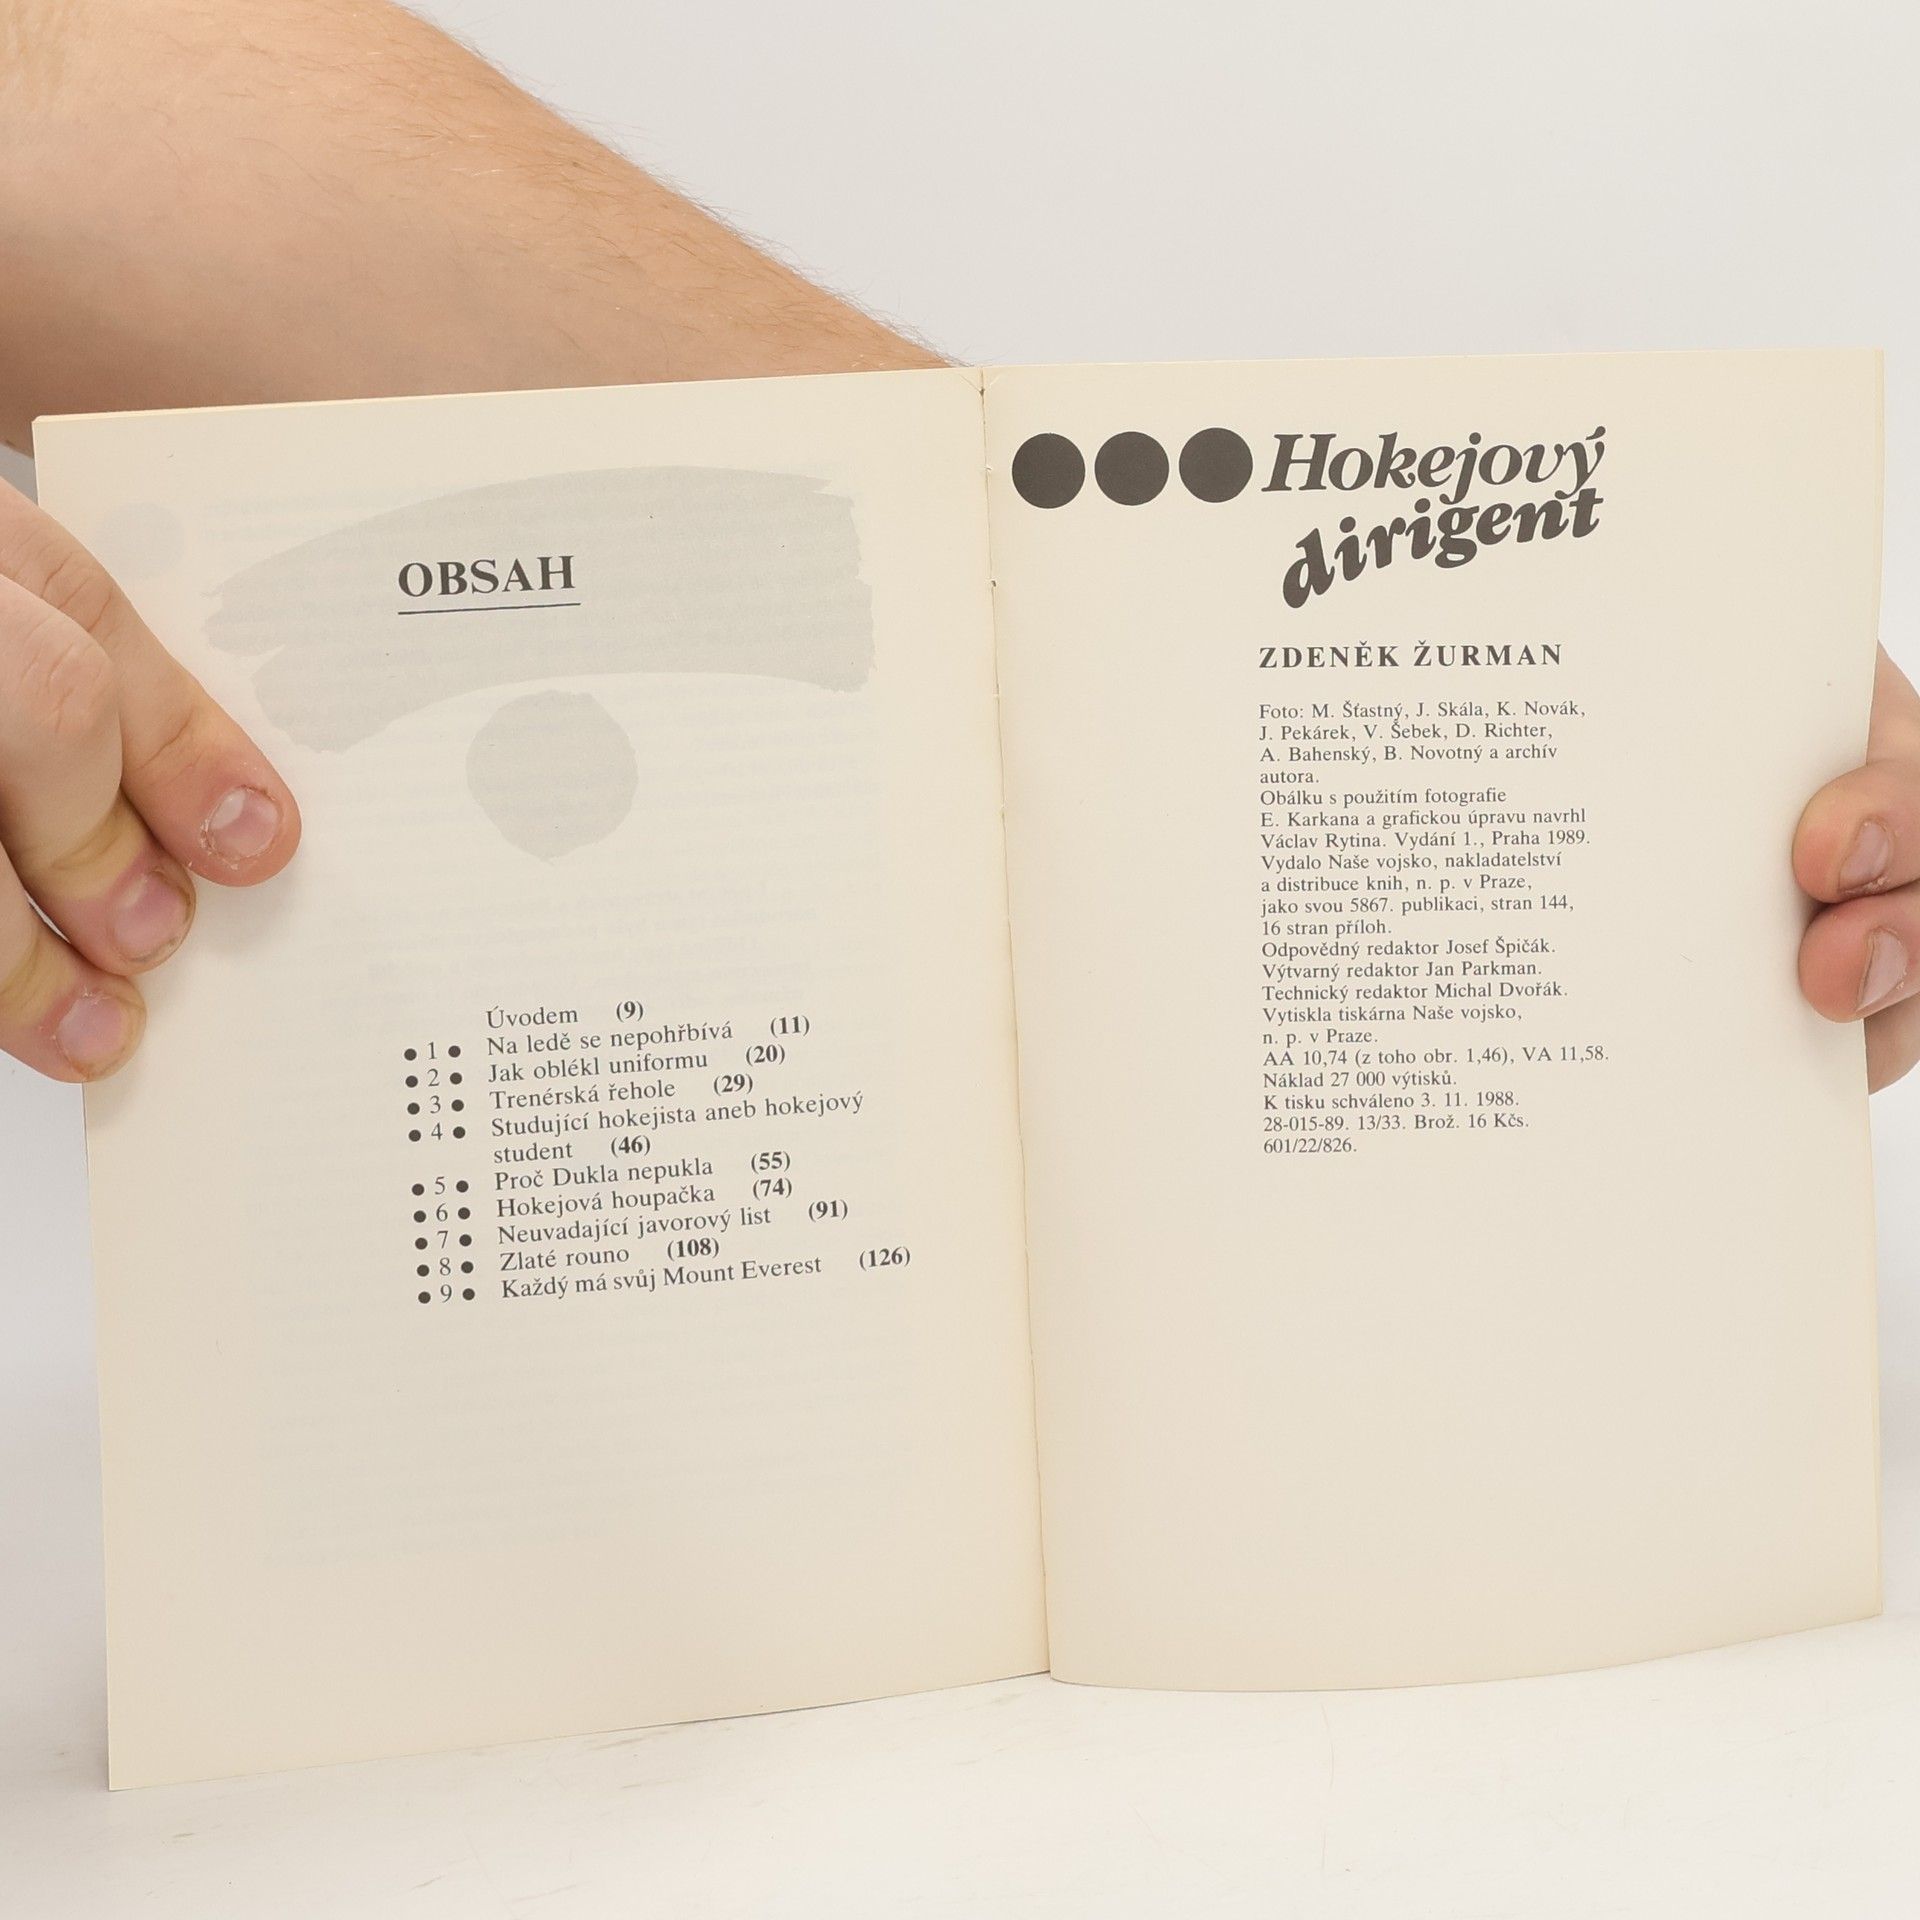 OBSAH
Úvodem (9)
● 1 ● Na ledě se nepohřbívá (11)
● 2 ● Jak oblékl uniformu (20)
● 3 ● Trenérská řehole (29)
● 4 ● Studující hokejista aneb hokejový
student (46)
● 5 ● Proč Dukla nepukla (55)
● 6 ● Hokejová houpačka (74)
● 7 ● Neuvadající javorový list (91)
● 8 ● Zlaté rouno (108)
● 9 ● Každý má svůj Mount Everest (126)
Hokejový
dirigent
ZDENĚK ŽURMAN
Foto: M. Šťastný, J. Skála, K. Novák,
J. Pekárek, V. Šebek, D. Richter,
A. Bahenský, B. Novotný a archív
autora.
Obálku s použitím fotografie
E. Karkana a grafickou úpravu navrhl
Václav Rytina. Vydání 1., Praha 1989.
Vydalo Naše vojsko, nakladatelství
a distribuce knih, n. p. v Praze,
jako svou 5867. publikaci, stran 144,
16 stran příloh.
Odpovědný redaktor Josef Špičák.
Výtvarný redaktor Jan Parkman.
Technický redaktor Michal Dvořák.
Vytiskla tiskárna Naše vojsko,
n. p. v Praze.
AA 10,74 (z toho obr. 1,46), VA 11,58.
Náklad 27 000 výtisků.
K tisku schváleno 3. 11. 1988.
28-015-89. 13/33. Brož. 16 Kčs.
601/22/826.